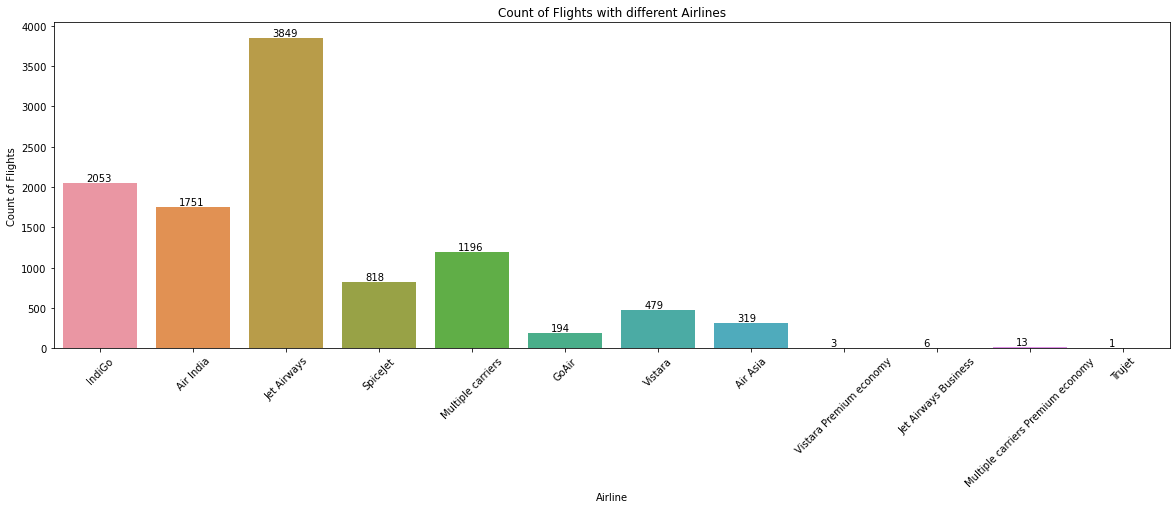 Count of Flights with different Airlines
Count of Flights
4000
3500
3000
2500
2000
1500
1000
500
0
2053
1751
3849
818
1196
194
479
319
3
6
13
1
IndiGo
Air India
Jet Airways
SpiceJet
Multiple carriers
GoAir
Vistara
Air Asia
Vistara Premium economy
Jet Airways Business
Multiple carriers Premium economy
Trujet
Airline